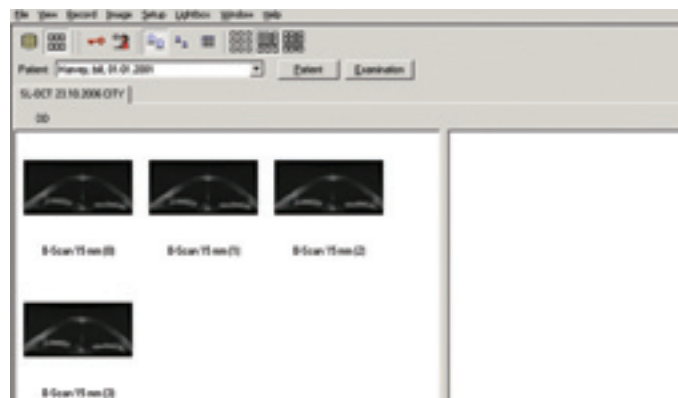 File View Record Image Setup Lightbox Window Help
Patient: Harvey, bill, 01.01.2001 Patient Examination
SL-OCT 23.10.2006 CITY
OD
B-Scan 15 mm (0) B-Scan 15 mm (1) B-Scan 15 mm (2)
B-Scan 15 mm (3)